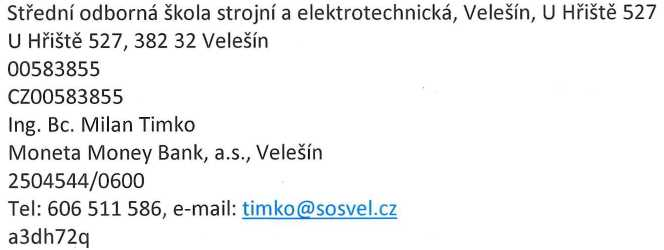 Střední odborná škola strojní a elektrotechnická, Velešín, U Hřiště 527
U Hřiště 527, 382 32 Velešín
00583855
CZ00583855
Ing. Bc. Milan Timko
Moneta Money Bank, a.s., Velešín
2504544/0600
Tel: 606 511 586, e-mail: timko@sosvel.cz
a3dh72q